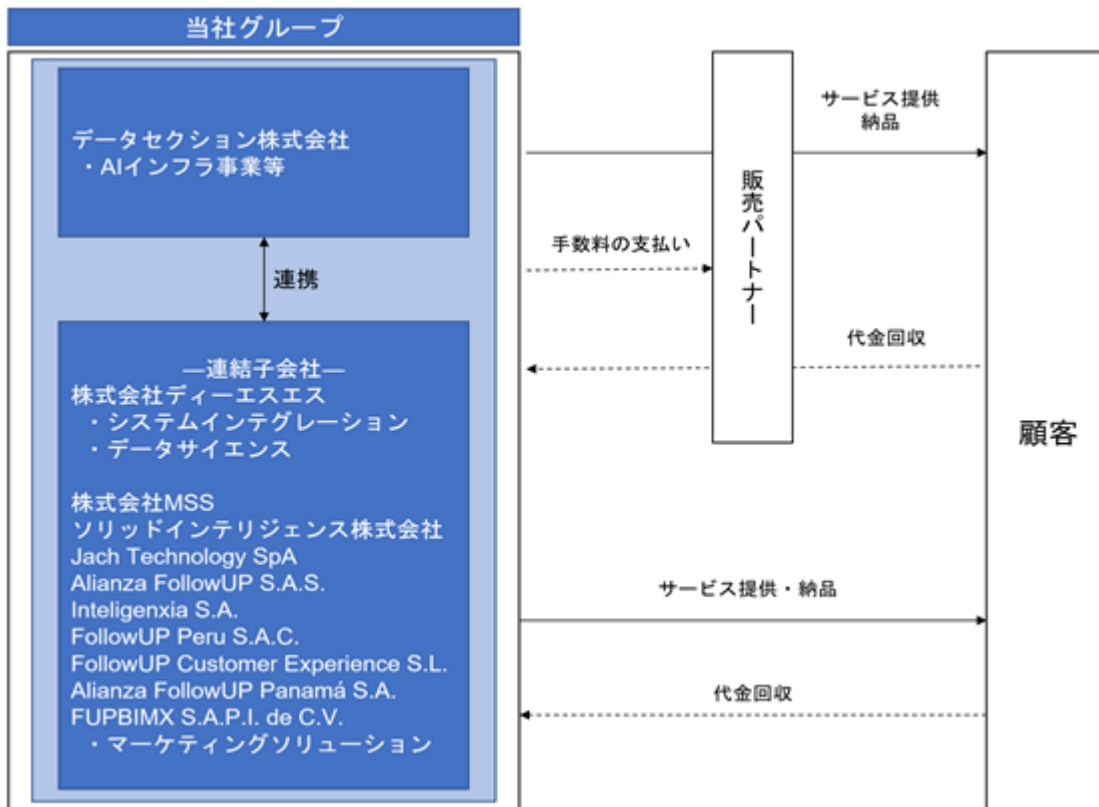 当社グループ
データセクション株式会社
・AIインフラ事業等
連携
―連結子会社―
株式会社ディーエスエス
・システムインテグレーション
・データサイエンス
株式会社MSS
ソリッドインテリジェンス株式会社
Jach Technology SpA
Alianza FollowUP S.A.S.
Inteligenxia S.A.
FollowUP Peru S.A.C.
FollowUP Customer Experience S.L.
Alianza FollowUP Panamá S.A.
FUPBIMX S.A.P.I. de C.V.
・マーケティングソリューション
サービス提供
納品
販売パートナー
手数料の支払い
代金回収
サービス提供・納品
代金回収
顧客